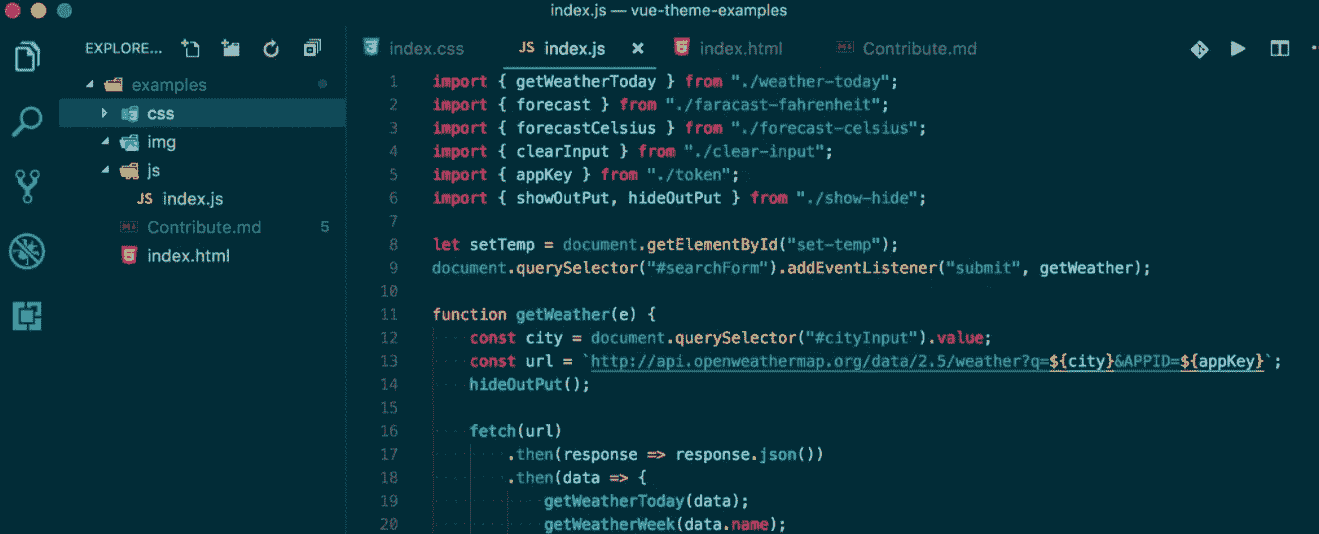 index.js — vue-theme-examples
EXPLORE...
examples
css
img
js
JS index.js
Contribute.md 5
index.html
index.css
JS index.js ×
index.html
Contribute.md
1 import { getWeatherToday } from "./weather-today";
2 import { forecast } from "./faracast-fahrenheit";
3 import { forecastCelsius } from "./forecast-celsius";
4 import { clearInput } from "./clear-input";
5 import { appKey } from "./token";
6 import { showOutPut, hideOutPut } from "./show-hide";
7
8 let setTemp = document.getElementById("set-temp");
9 document.querySelector("#searchForm").addEventListener("submit", getWeather);
10
11 function getWeather(e) {
12 const city = document.querySelector("#cityInput").value;
13 const url = `http://api.openweathermap.org/data/2.5/weather?q=${city}&APPID=${appKey}`;
14 hideOutPut();
15
16 fetch(url)
17 .then(response => response.json())
18 .then(data => {
19 getWeatherToday(data);
20 getWeatherWeek(data.name);